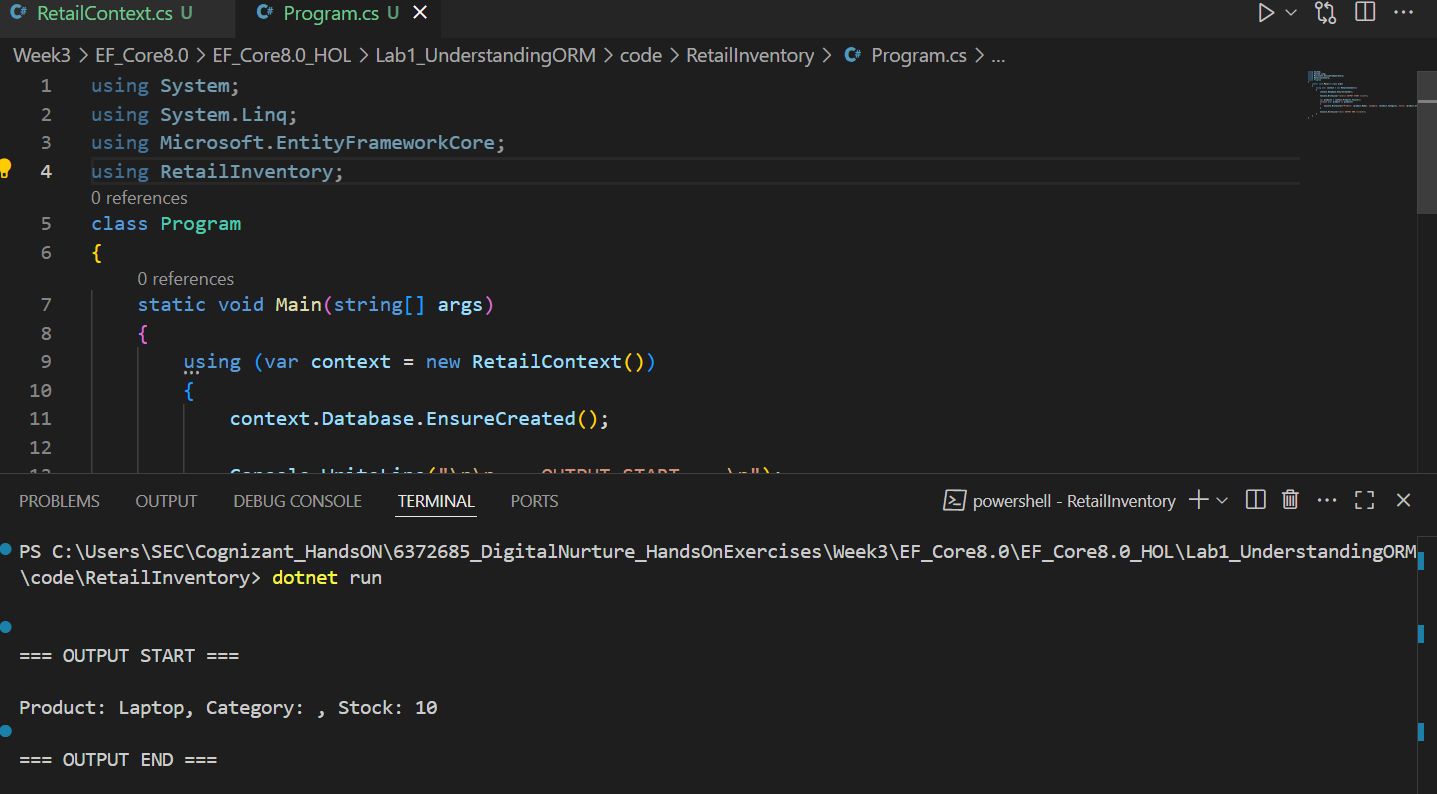 RetailContext.cs U
Program.cs U
Week3 > EF_Core8.0 > EF_Core8.0_HOL > Lab1_UnderstandingORM > code > RetailInventory > Program.cs > ...
1 using System;
2 using System.Linq;
3 using Microsoft.EntityFrameworkCore;
4 using RetailInventory;
0 references
5 class Program
6 {
0 references
7 static void Main(string[] args)
8 {
9 using (var context = new RetailContext())
10 {
11 context.Database.EnsureCreated();
12
PROBLEMS OUTPUT DEBUG CONSOLE TERMINAL PORTS powershell - RetailInventory
PS C:\Users\SEC\Cognizant_HandsON\6372685_DigitalNurture_HandsOnExercises\Week3\EF_Core8.0\EF_Core8.0_HOL\Lab1_UnderstandingORM
\code\RetailInventory> dotnet run
=== OUTPUT START ===
Product: Laptop, Category: , Stock: 10
=== OUTPUT END ===